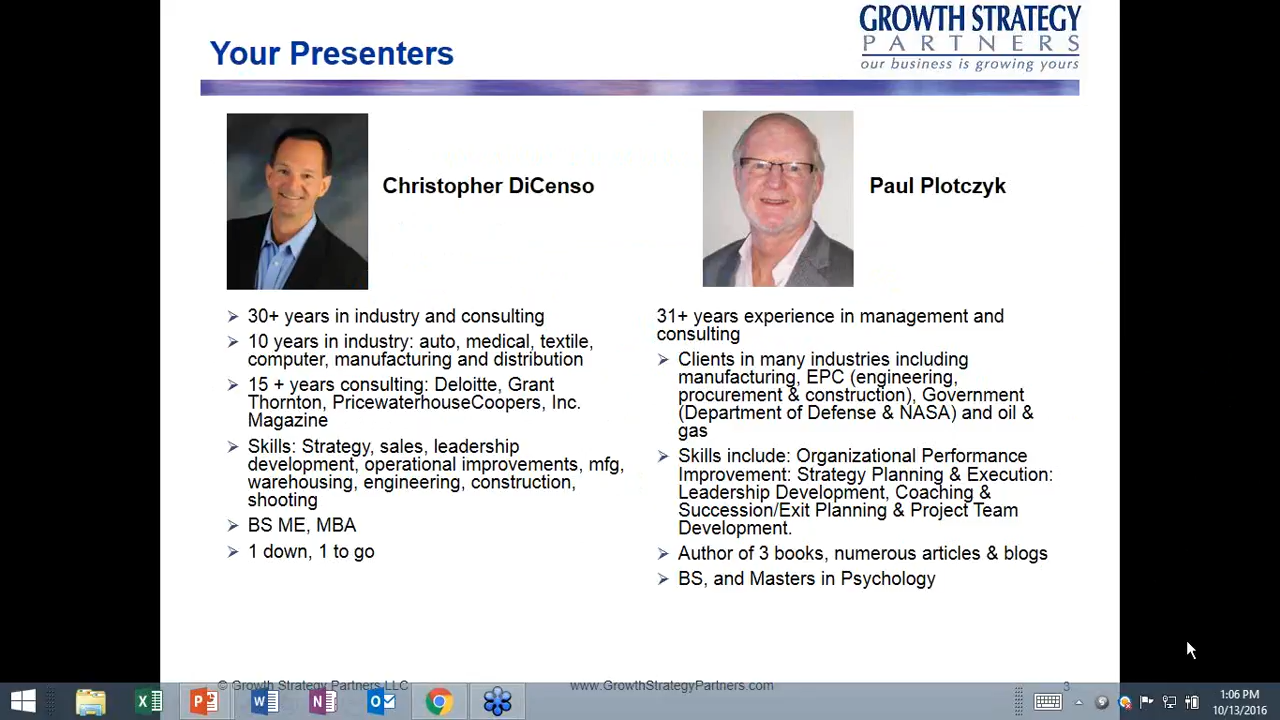 GROWTH STRATEGY
PARTNERS
our business is growing yours
Your Presenters
Christopher DiCenso
30+ years in industry and consulting
10 years in industry: auto, medical, textile,
computer, manufacturing and distribution
15 + years consulting: Deloitte, Grant
Thornton, PricewaterhouseCoopers, Inc.
Magazine
Skills: Strategy, sales, leadership
development, operational improvements, mfg,
warehousing, engineering, construction,
shooting
BS ME, MBA
1 down, 1 to go
Paul Plotczyk
31+ years experience in management and
consulting
Clients in many industries including
manufacturing, EPC (engineering,
procurement & construction), Government
(Department of Defense & NASA) and oil &
gas
Skills include: Organizational Performance
Improvement: Strategy Planning & Execution:
Leadership Development, Coaching &
Succession/Exit Planning & Project Team
Development.
Author of 3 books, numerous articles & blogs
BS, and Masters in Psychology
© Growth Strategy Partners LLC
www.GrowthStrategyPartners.com
3
1:06 PM
10/13/2016